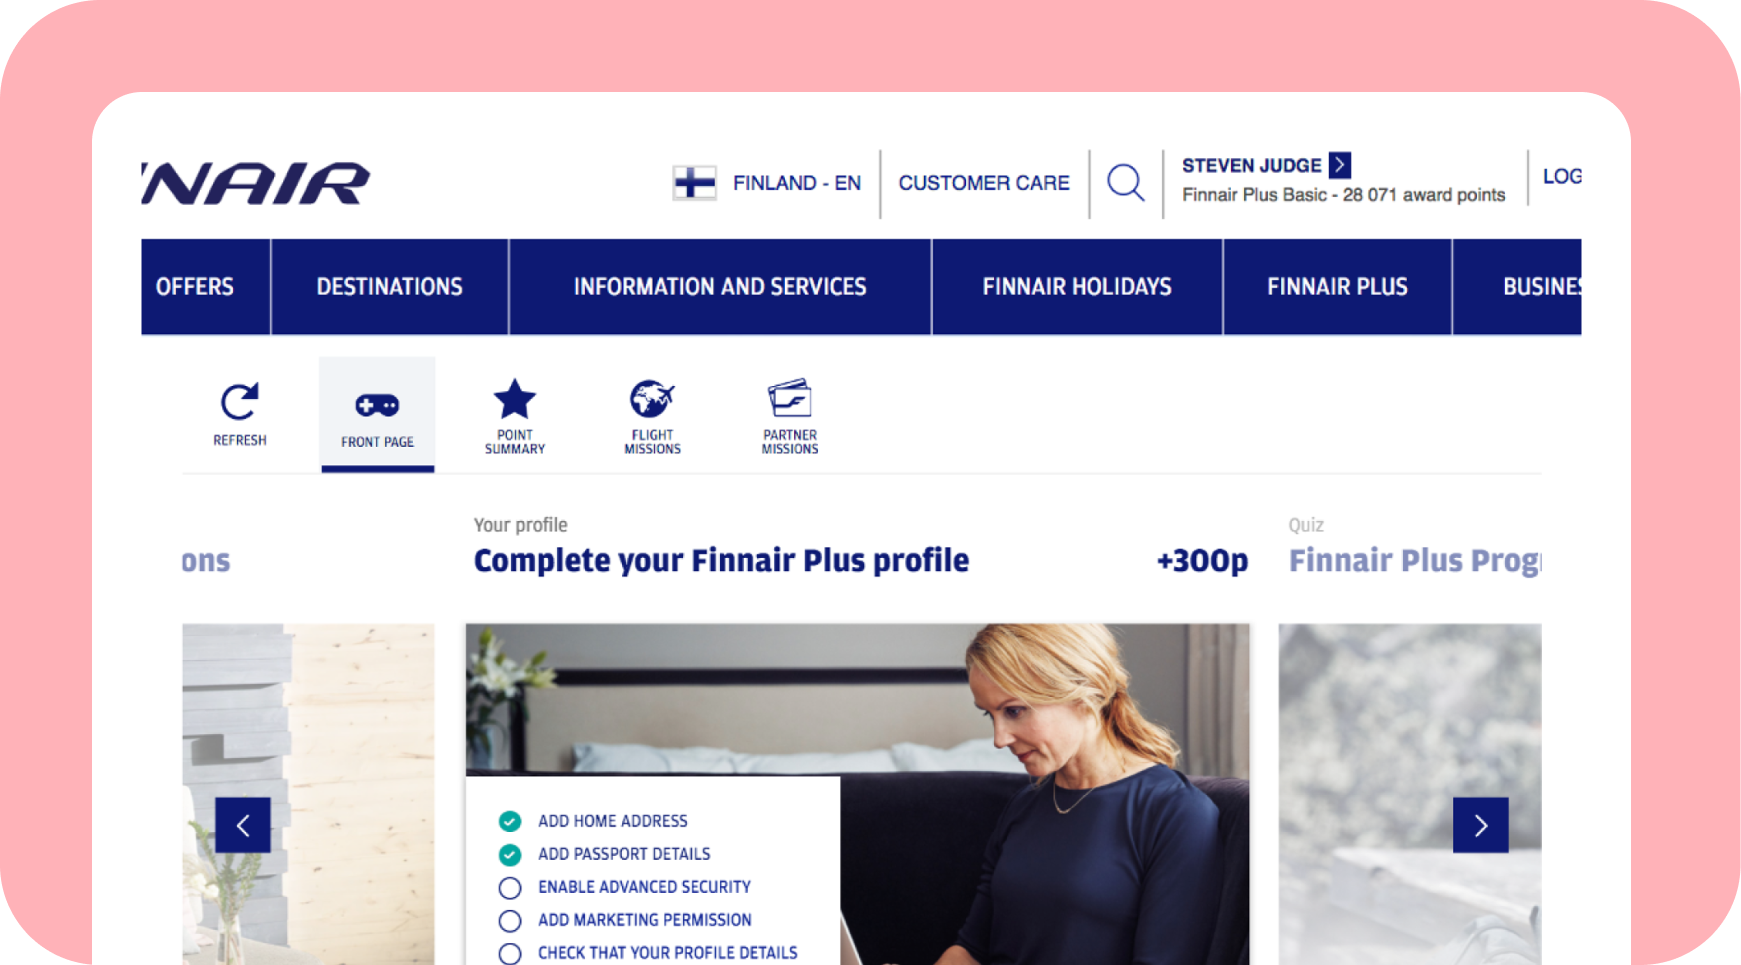 NAIR
FINLAND - EN
CUSTOMER CARE
STEVEN JUDGE
Finnair Plus Basic - 28 071 award points
LOG
OFFERS
DESTINATIONS
INFORMATION AND SERVICES
FINNAIR HOLIDAYS
FINNAIR PLUS
BUSINES
REFRESH
FRONT PAGE
POINT
SUMMARY
FLIGHT
MISSIONS
PARTNER
MISSIONS
ons
Your profile
Complete your Finnair Plus profile
+300p
Quiz
Finnair Plus Progr
ADD HOME ADDRESS
ADD PASSPORT DETAILS
ENABLE ADVANCED SECURITY
ADD MARKETING PERMISSION
CHECK THAT YOUR PROFILE DETAILS